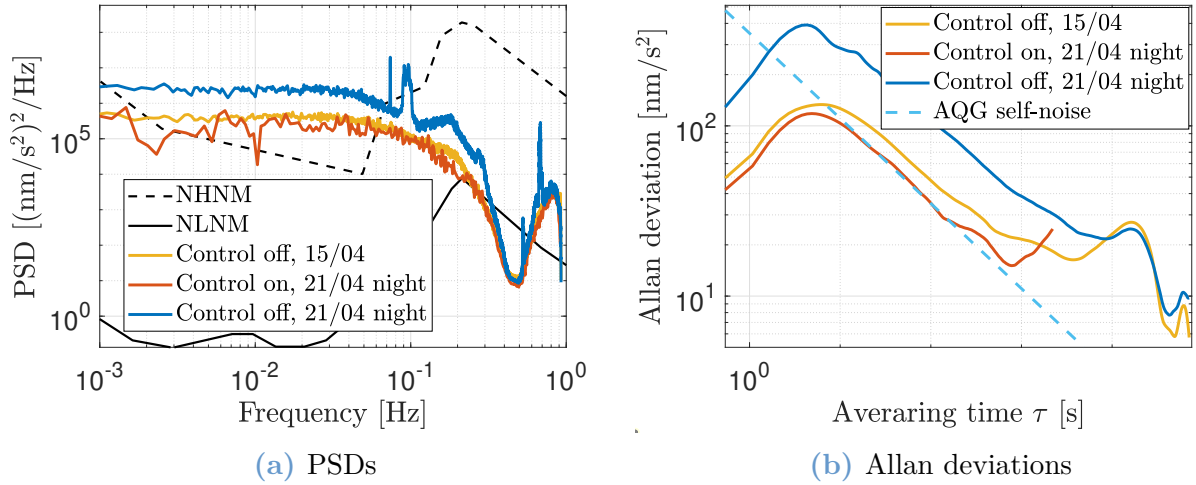 PSD [(nm/s²)² /Hz]
10⁵
10⁰
NHNM
NLNM
Control off, 15/04
Control on, 21/04 night
Control off, 21/04 night
10⁻³
10⁻²
10⁻¹
10⁰
Frequency [Hz]
(a) PSDs
Allan deviation [nm/s²]
10²
10¹
Control off, 15/04
Control on, 21/04 night
Control off, 21/04 night
AQG self-noise
10⁰
Averaring time τ [s]
(b) Allan deviations